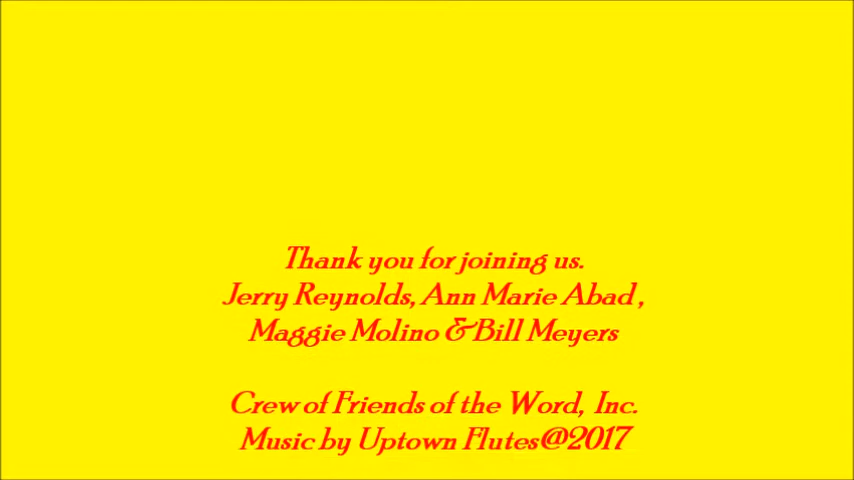 Thank you for joining us.
Jerry Reynolds, Ann Marie Abad ,
Maggie Molino & Bill Meyers
Crew of Friends of the Word, Inc.
Music by Uptown Flutes@2017